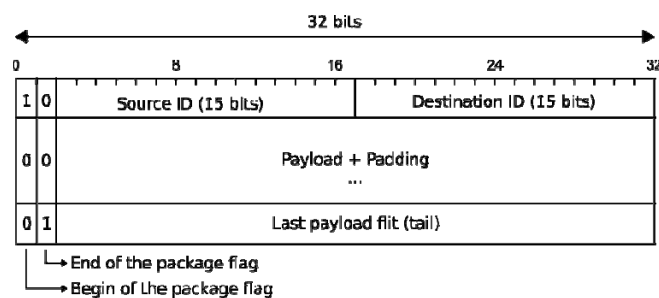 32 bits
0 8 16 24 32
1 0 Source ID (15 bits) Destination ID (15 bits)
0 0 Payload + Padding
...
0 1 Last payload flit (tail)
End of the package flag
Begin of the package flag